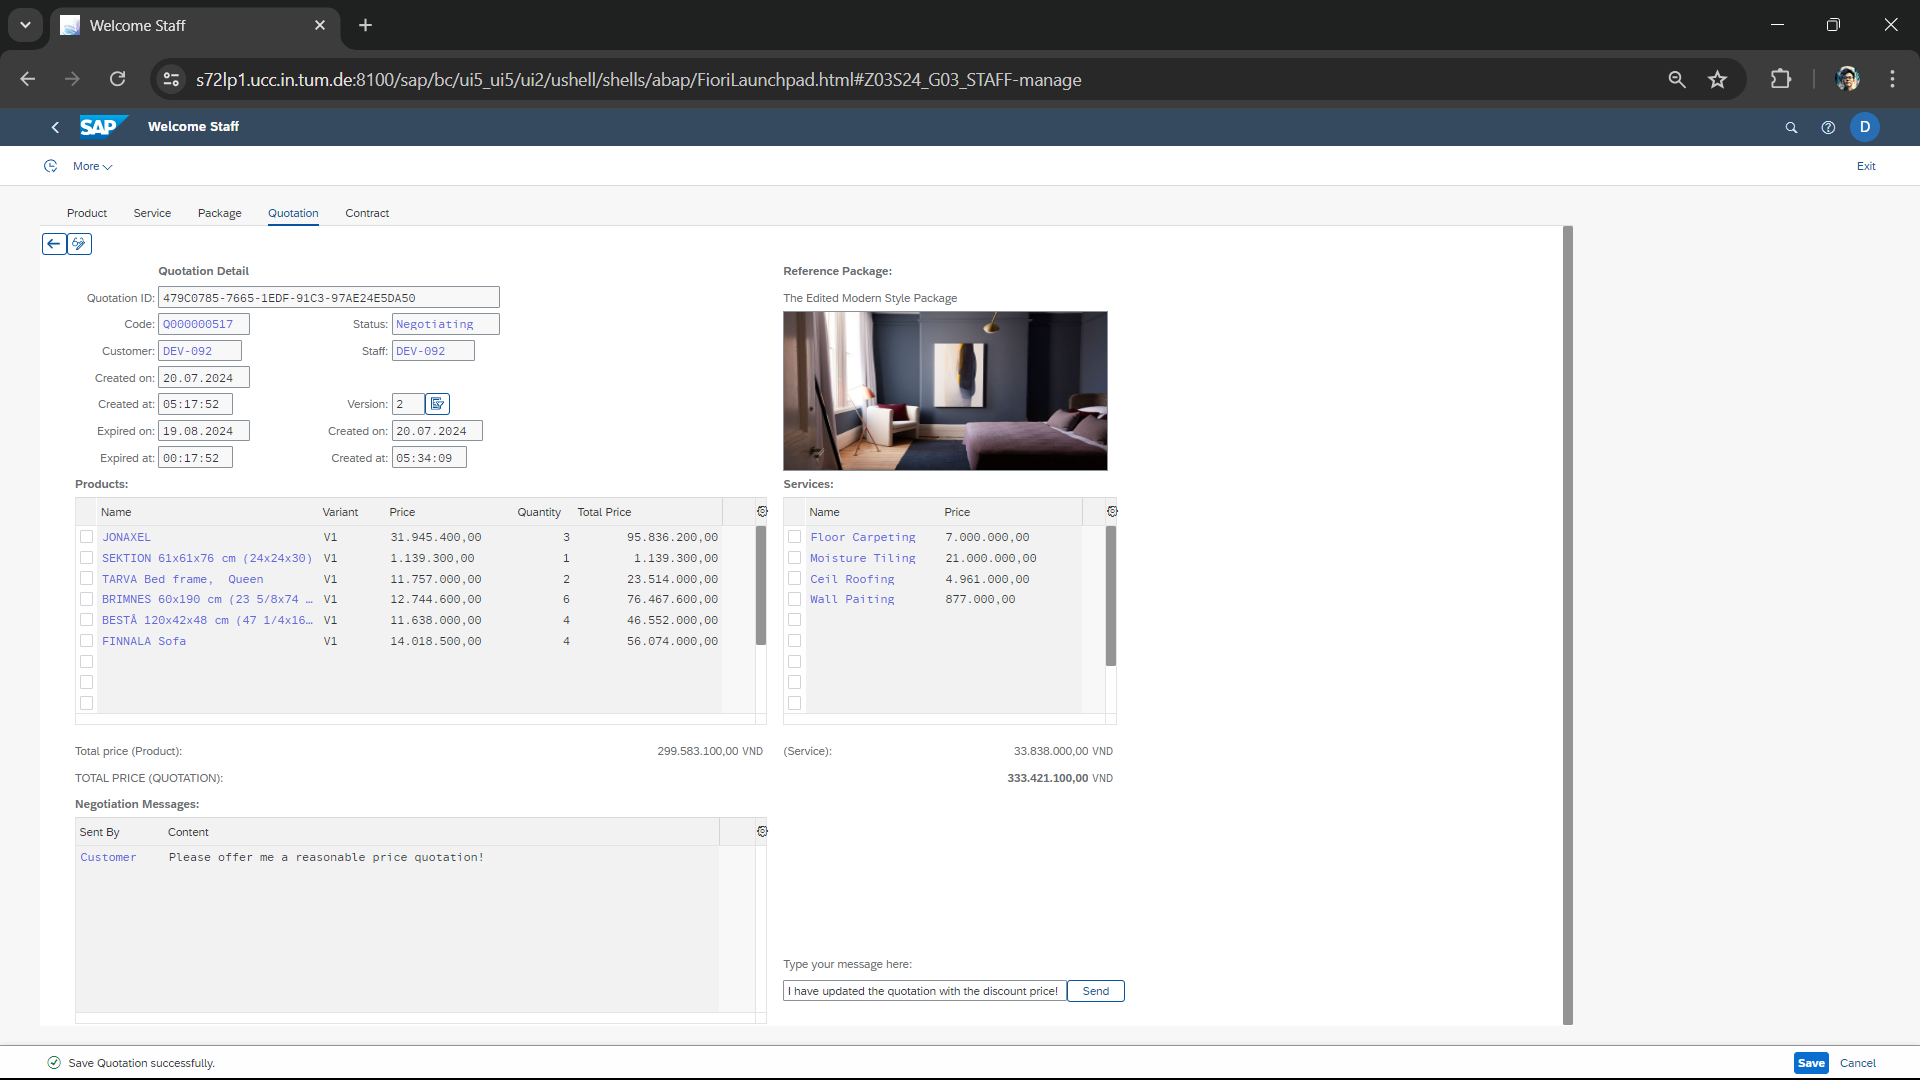 Welcome Staff
s72lp1.ucc.in.tum.de:8100/sap/bc/ui5_ui5/ui2/ushell/shells/abap/FioriLaunchpad.html#Z03S24_G03_STAFF-manage
SAP Welcome Staff D
More Exit
Product Service Package Quotation Contract
Quotation Detail Reference Package:
Quotation ID: 479C0785-7665-1EDF-91C3-97AE24E5DA50 The Edited Modern Style Package
Code: Q000000517 Status: Negotiating
Customer: DEV-092 Staff: DEV-092
Created on: 20.07.2024
Created at: 05:17:52 Version: 2
Expired on: 19.08.2024 Created on: 20.07.2024
Expired at: 00:17:52 Created at: 05:34:09
Products: Services:
Name Variant Price Quantity Total Price Name Price
JONAXEL V1 31.945.400,00 3 95.836.200,00 Floor Carpeting 7.000.000,00
SEKTION 61x61x76 cm (24x24x30) V1 1.139.300,00 1 1.139.300,00 Moisture Tiling 21.000.000,00
TARVA Bed frame, Queen V1 11.757.000,00 2 23.514.000,00 Ceil Roofing 4.961.000,00
BRIMNES 60x190 cm (23 5/8x74 … V1 12.744.600,00 6 76.467.600,00 Wall Paiting 877.000,00
BESTÅ 120x42x48 cm (47 1/4x16… V1 11.638.000,00 4 46.552.000,00
FINNALA Sofa V1 14.018.500,00 4 56.074.000,00
Total price (Product): 299.583.100,00 VND (Service): 33.838.000,00 VND
TOTAL PRICE (QUOTATION): 333.421.100,00 VND
Negotiation Messages:
Sent By Content
Customer Please offer me a reasonable price quotation!
Type your message here:
I have updated the quotation with the discount price! Send
Save Quotation successfully. Save Cancel